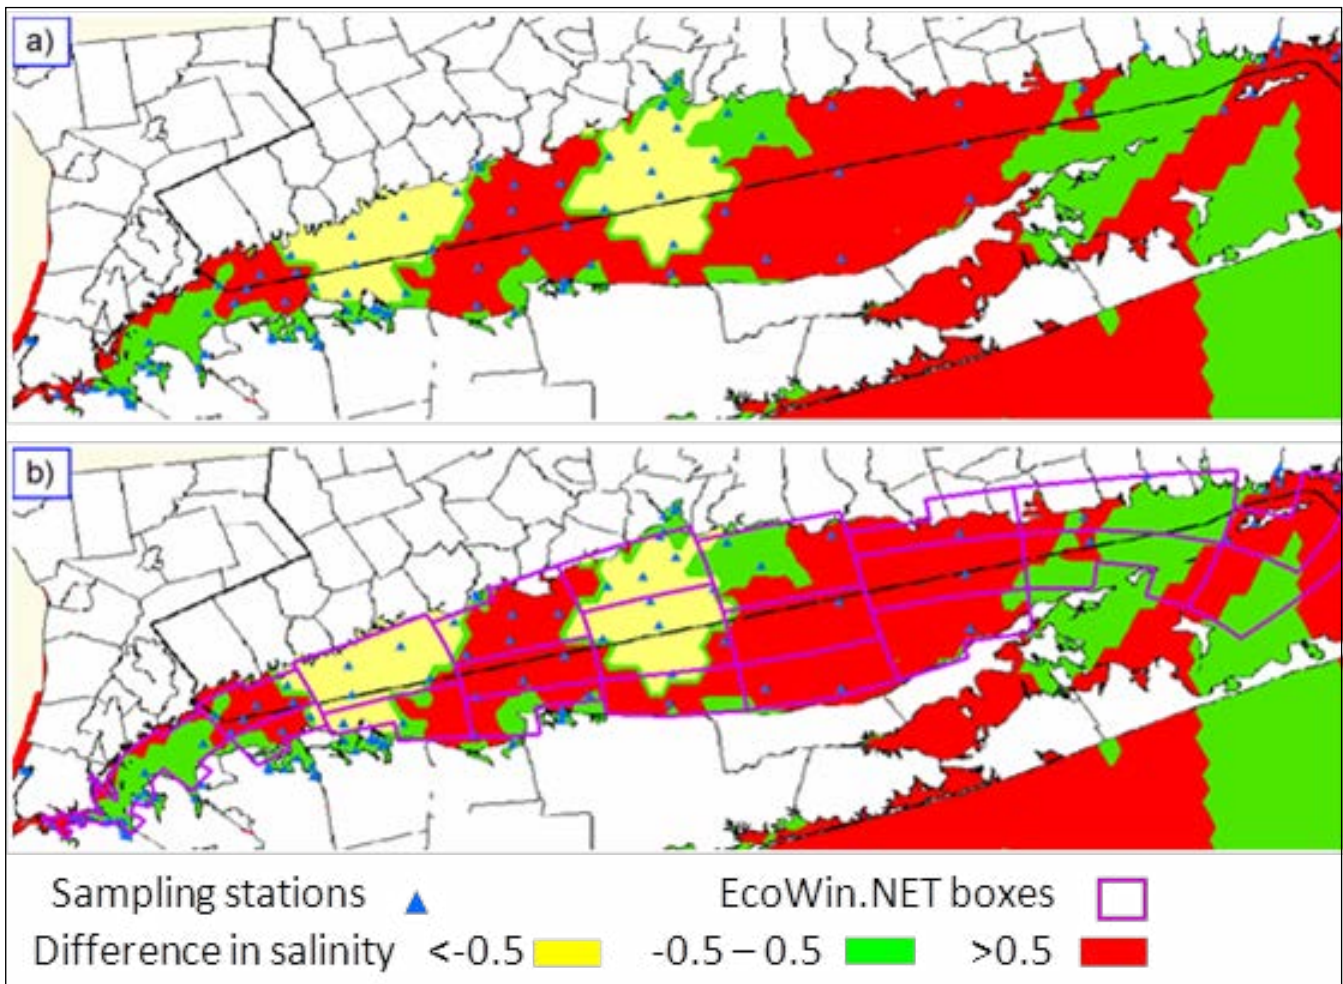 a)
b)
Sampling stations EcoWin.NET boxes
Difference in salinity <-0.5 -0.5 – 0.5 >0.5